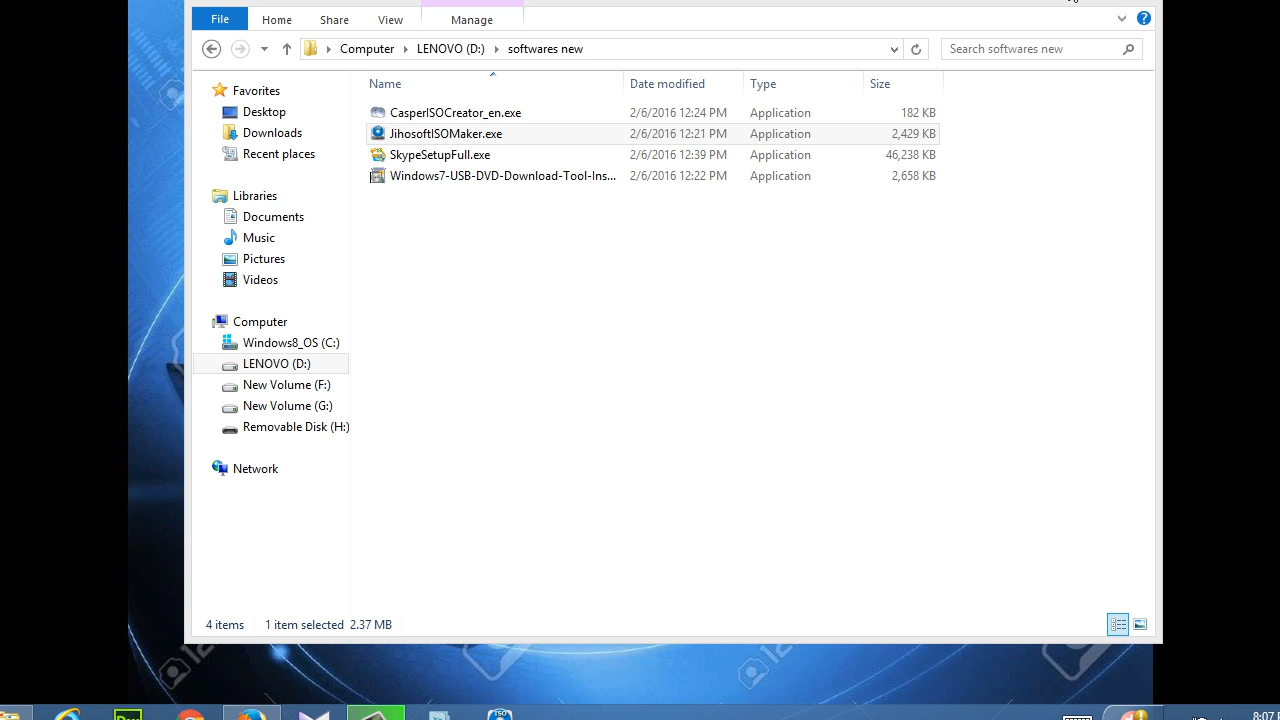 File Home Share View Manage
Computer LENOVO (D:) softwares new Search softwares new
Name Date modified Type Size
Favorites
Desktop
Downloads
Recent places
Libraries
Documents
Music
Pictures
Videos
Computer
Windows8_OS (C:)
LENOVO (D:)
New Volume (F:)
New Volume (G:)
Removable Disk (H:)
Network
CasperISOCreator_en.exe 2/6/2016 12:24 PM Application 182 KB
JihosoftISOMaker.exe 2/6/2016 12:21 PM Application 2,429 KB
SkypeSetupFull.exe 2/6/2016 12:39 PM Application 46,238 KB
Windows7-USB-DVD-Download-Tool-Ins... 2/6/2016 12:22 PM Application 2,658 KB
4 items 1 item selected 2.37 MB
ISO
8:07